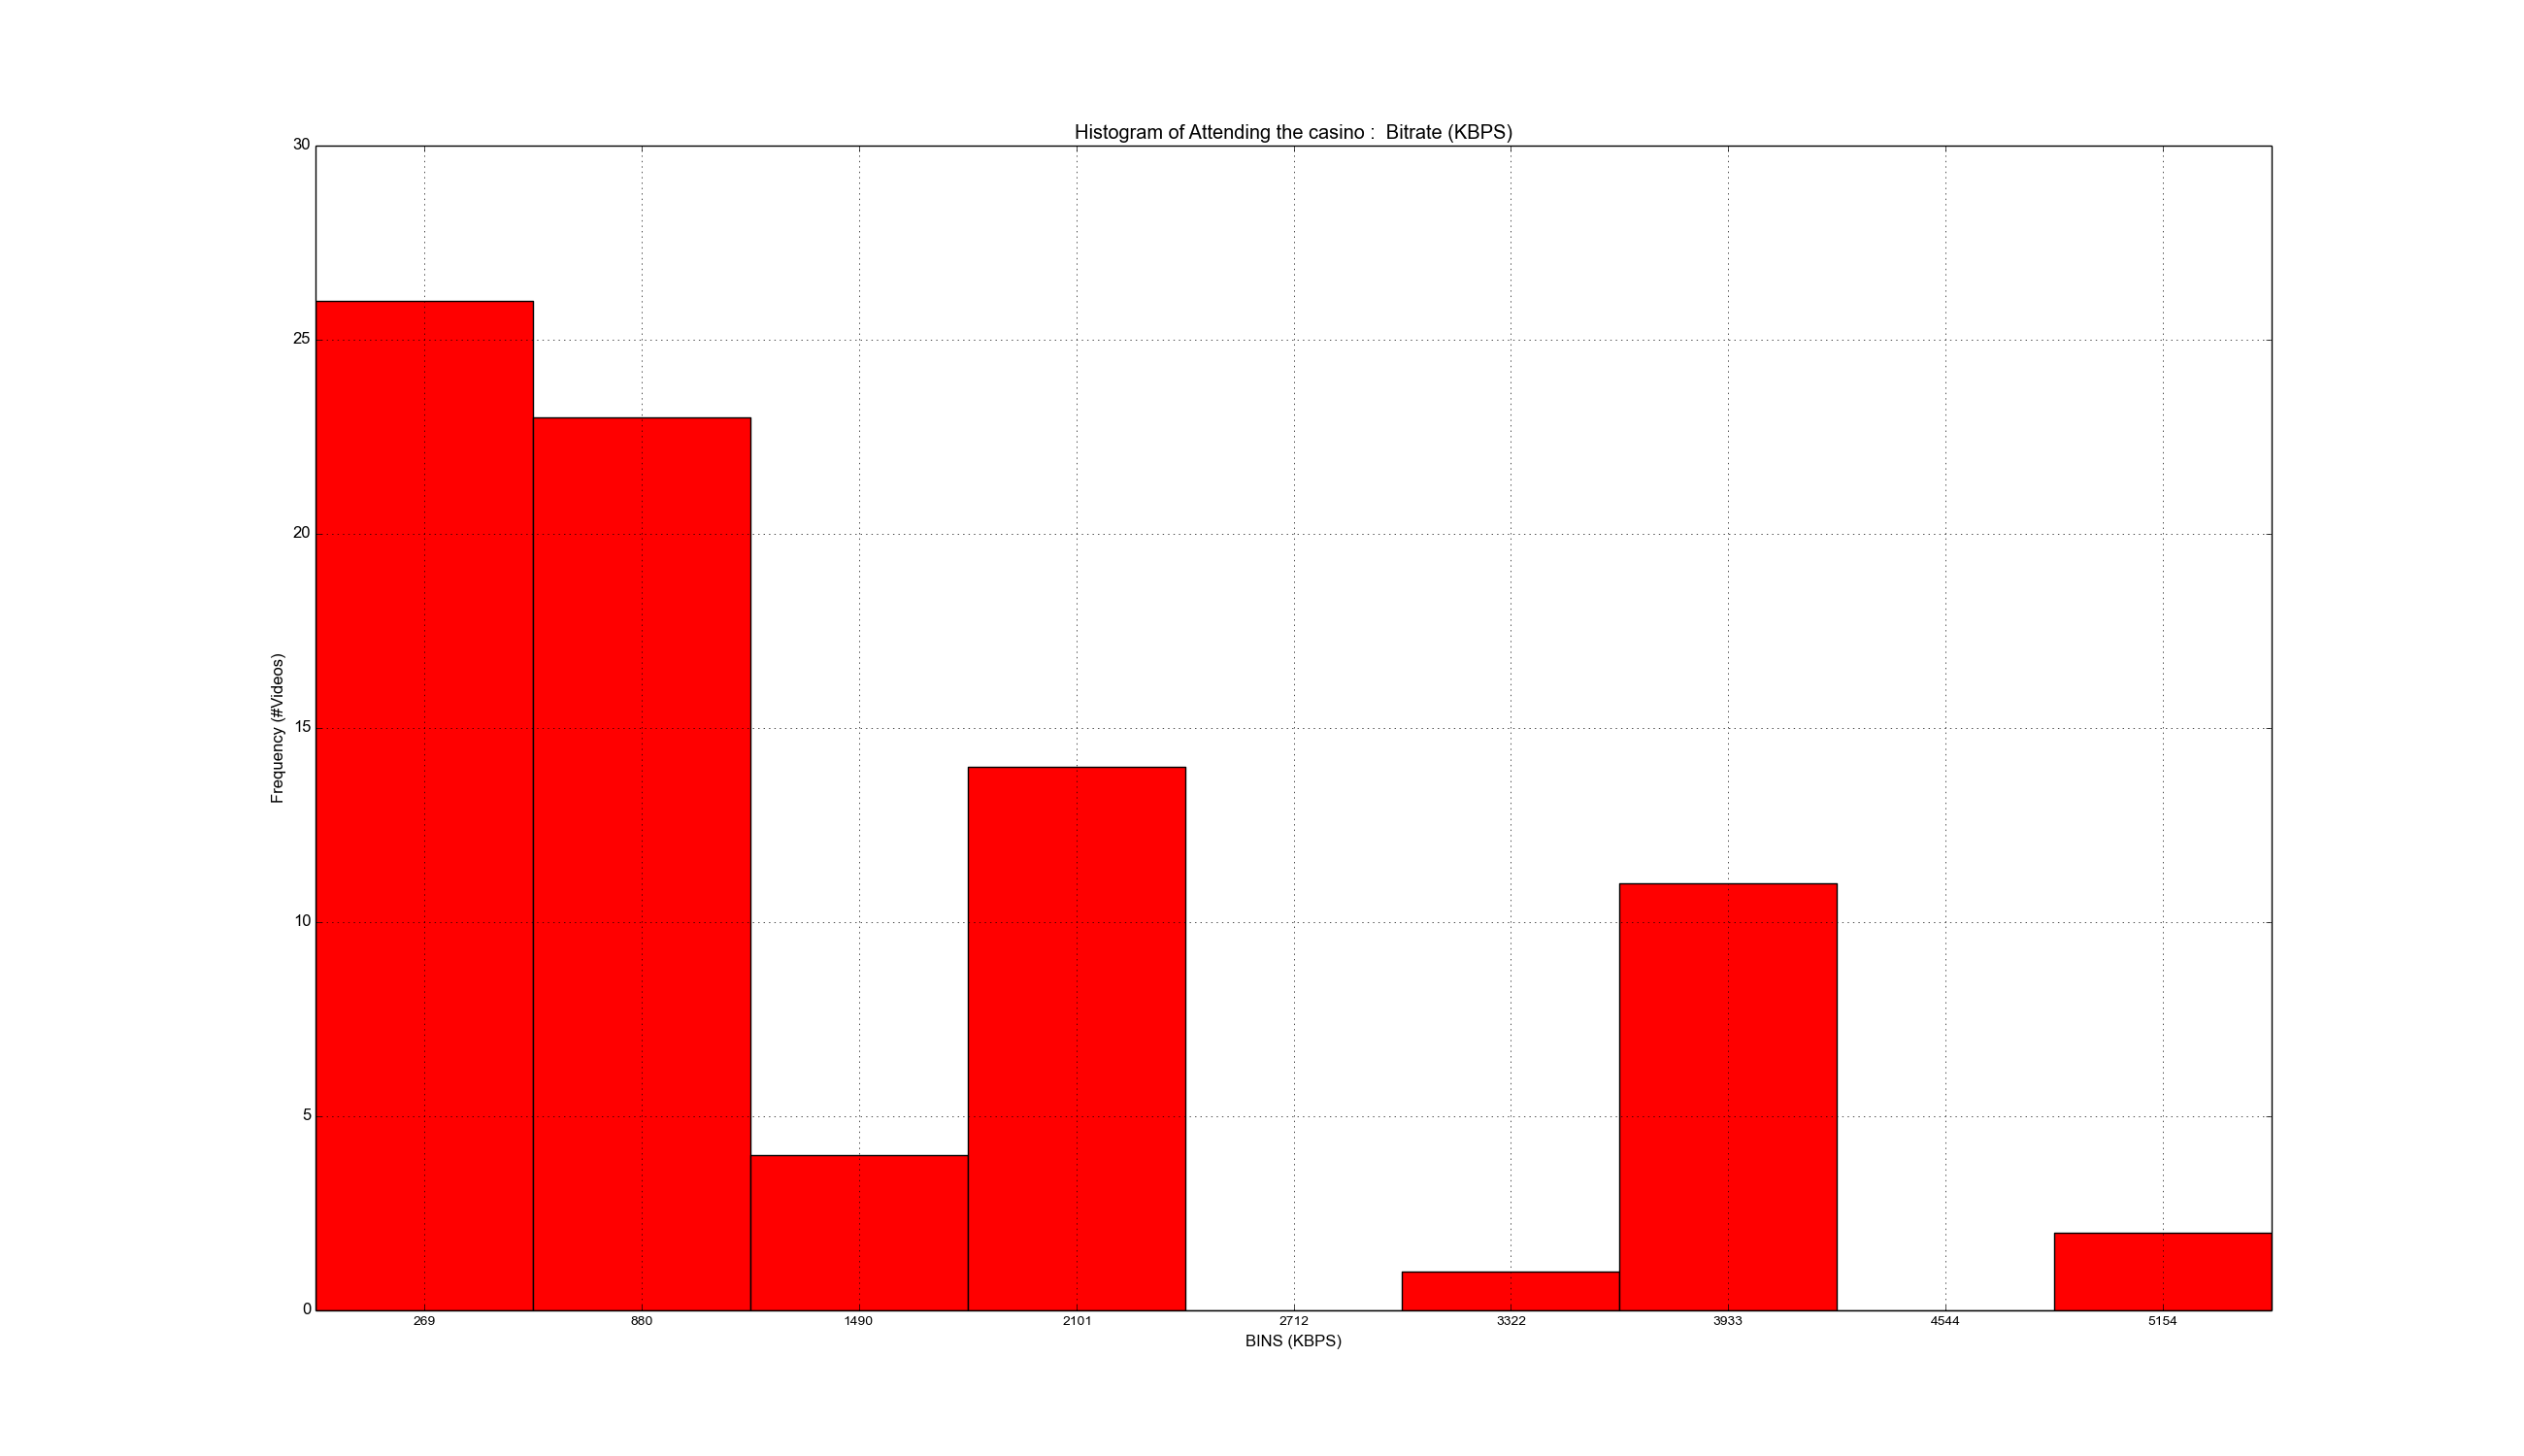 Histogram of Attending the casino :  Bitrate (KBPS)
30
25
20
15
10
5
0
Frequency (#Videos)
269 880 1490 2101 2712 3322 3933 4544 5154
BINS (KBPS)